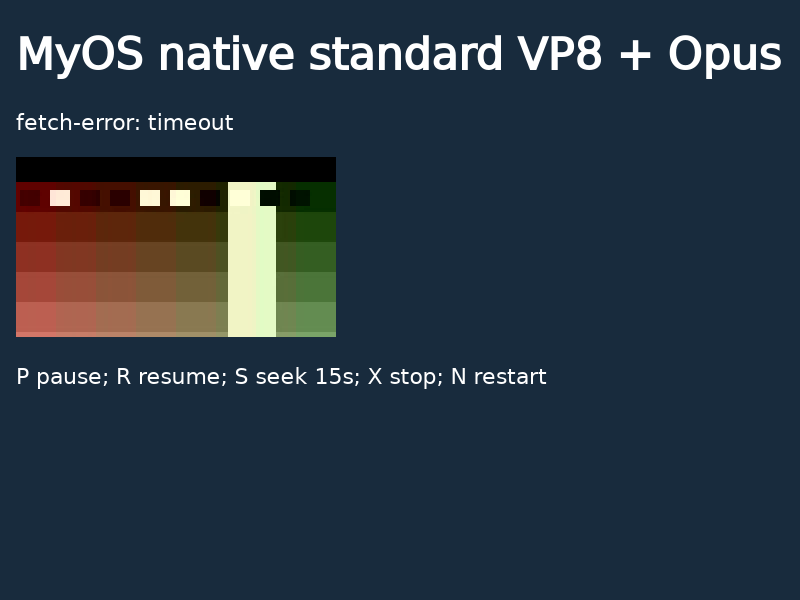 MyOS native standard VP8 + Opus
fetch-error: timeout
P pause; R resume; S seek 15s; X stop; N restart